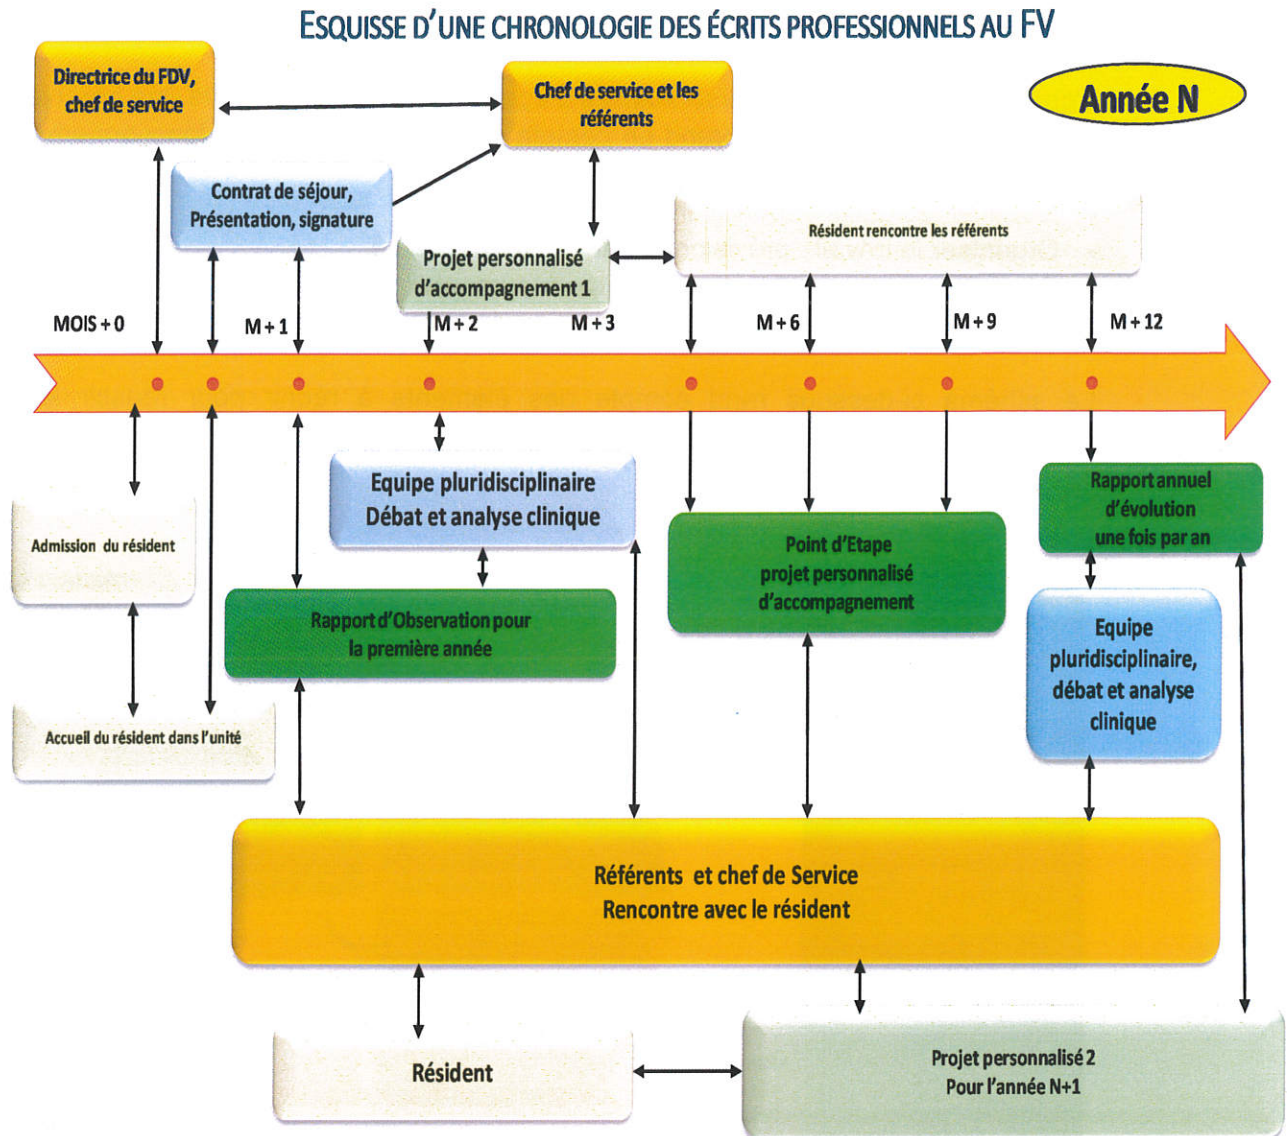 ESQUISSE D'UNE CHRONOLOGIE DES ÉCRITS PROFESSIONNELS AU FV
Directrice du FDV,
chef de service
Chef de service et les
référents
Année N
Contrat de séjour,
Présentation, signature
Résident rencontre les référents
Projet personnalisé
d'accompagnement 1
MOIS + 0
M + 1
M + 2
M + 3
M + 6
M + 9
M + 12
Equipe pluridisciplinaire
Débat et analyse clinique
Rapport annuel
d'évolution
une fois par an
Admission du résident
Point d'Etape
projet personnalisé
d'accompagnement
Rapport d'Observation pour
la première année
Equipe
pluridisciplinaire,
débat et analyse
clinique
Accueil du résident dans l'unité
Référents et chef de Service
Rencontre avec le résident
Résident
Projet personnalisé 2
Pour l'année N+1